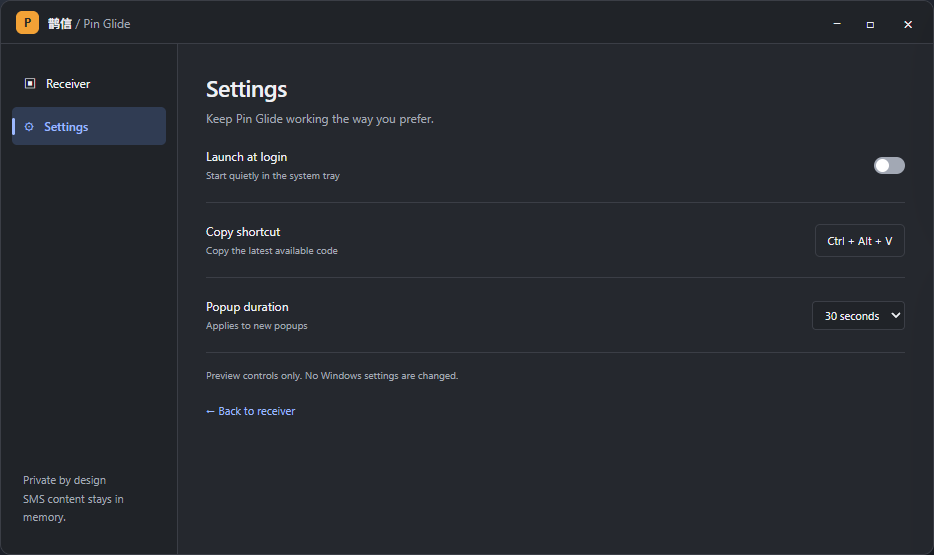 P 鹊信 / Pin Glide
Receiver
Settings
Settings
Keep Pin Glide working the way you prefer.
Launch at login
Start quietly in the system tray
Copy shortcut
Copy the latest available code
Ctrl + Alt + V
Popup duration
Applies to new popups
30 seconds
Preview controls only. No Windows settings are changed.
← Back to receiver
Private by design
SMS content stays in
memory.